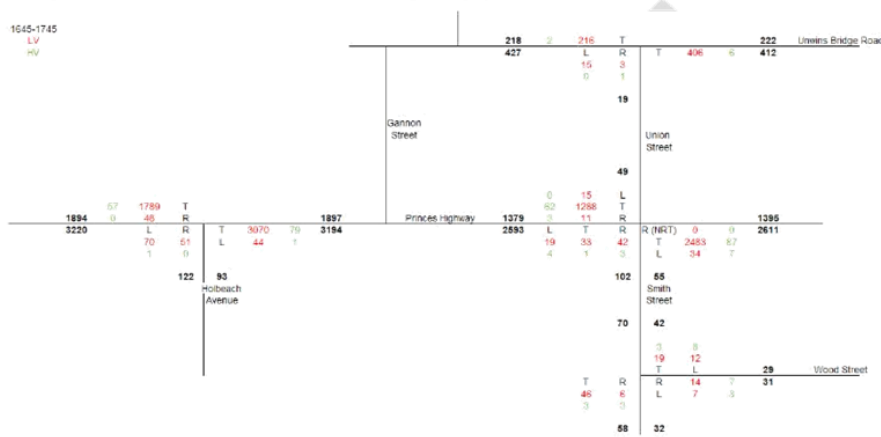 1645-1745
LV
HV
218 2 216 T 222 Unwins Bridge Road
427 L R T 406 6 412
15 3
0 1
19
Gannon
Street
Union
Street
49
0 15 L
57 1789 T 62 1288 T
1894 0 46 R 1897 Princes Highway 1379 3 11 R 1395
3220 L R T 3070 79 3194 2593 L T R R (NRT) 0 0 2611
70 51 L 44 1 19 33 42 T 2483 87
1 0 4 1 3 L 34 7
122 93 102 55
Holbeach
Avenue
Smith
Street
70 42
3 8
19 12
T L 29 Wood Street
T R R 14 7 31
46 6 L 7 3
3 3
58 32